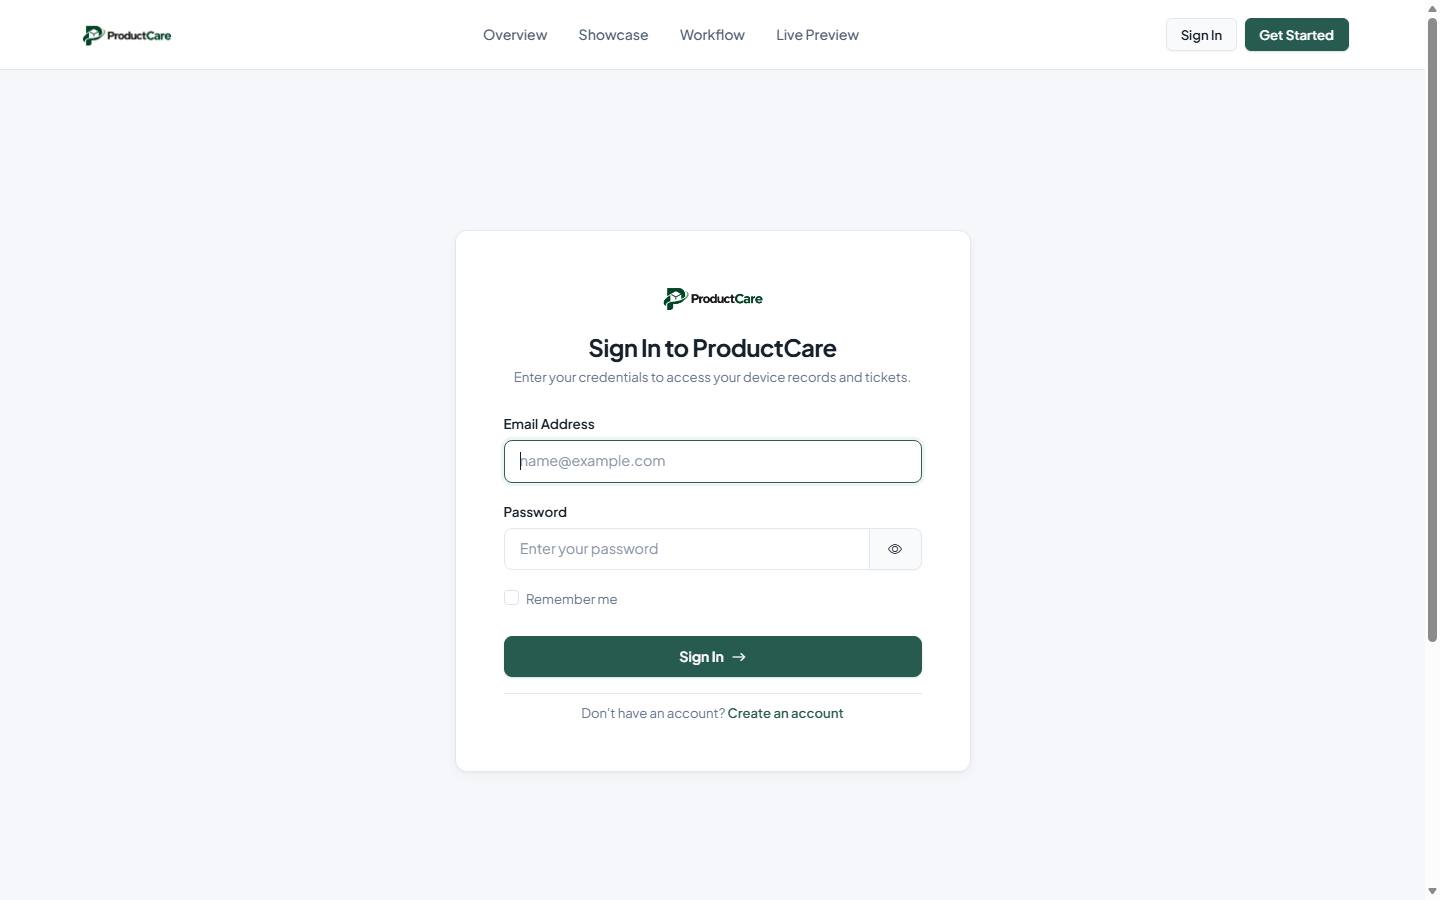 ProductCare
Overview
Showcase
Workflow
Live Preview
Sign In
Get Started
ProductCare
Sign In to ProductCare
Enter your credentials to access your device records and tickets.
Email Address
name@example.com
Password
Enter your password
Remember me
Sign In →
Don't have an account? Create an account